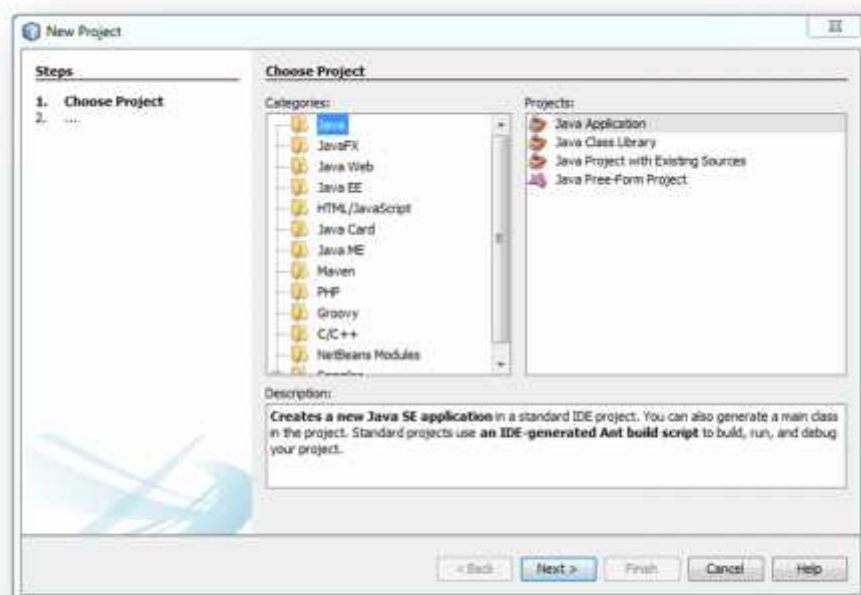 New Project
Steps
1. Choose Project
2. ...
Choose Project
Categories:
Java
JavaFX
Java Web
Java EE
HTML/JavaScript
Java Card
Java ME
Maven
PHP
Groovy
C/C++
NetBeans Modules
Projects:
Java Application
Java Class Library
Java Project with Existing Sources
Java Free-Form Project
Description:
Creates a new Java SE application in a standard IDE project. You can also generate a main class
in the project. Standard projects use an IDE-generated Ant build script to build, run, and debug
your project.
< Back Next > Finish Cancel Help